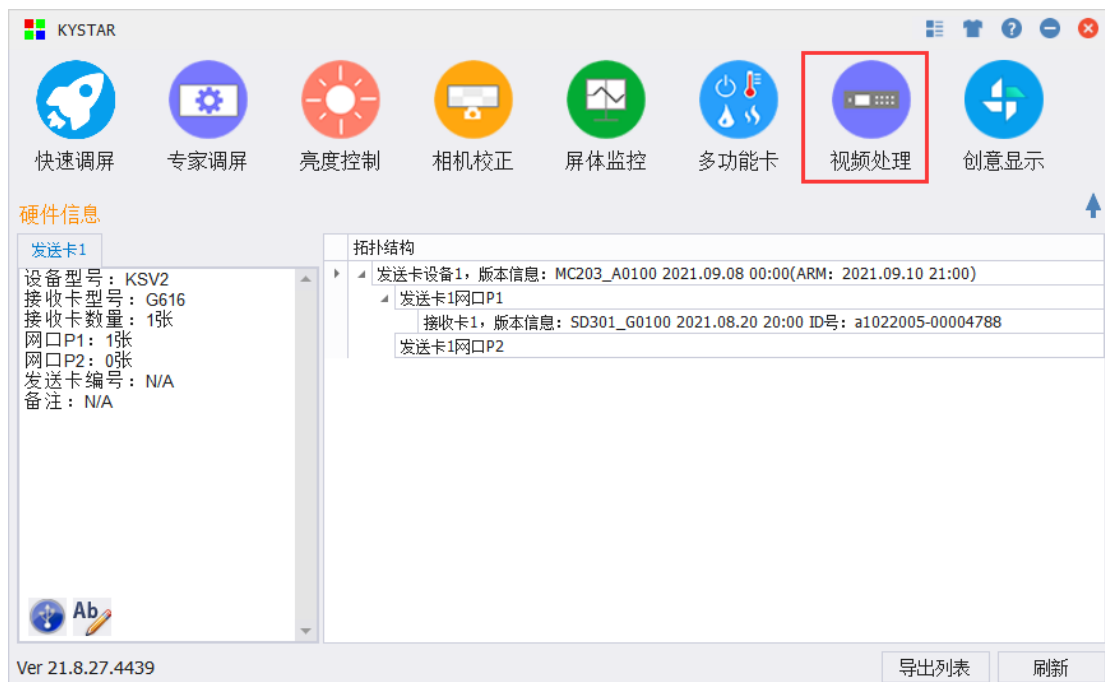 KYSTAR
快速调屏 专家调屏 亮度控制 相机校正 屏体监控 多功能卡 视频处理 创意显示
硬件信息
发送卡1
设备型号：KSV2
接收卡型号：G616
接收卡数量：1张
网口P1：1张
网口P2：0张
发送卡编号：N/A
备注：N/A
Ab
拓扑结构
发送卡设备1，版本信息：MC203_A0100 2021.09.08 00:00(ARM：2021.09.10 21:00)
发送卡1网口P1
接收卡1，版本信息：SD301_G0100 2021.08.20 20:00 ID号：a1022005-00004788
发送卡1网口P2
Ver 21.8.27.4439
导出列表 刷新